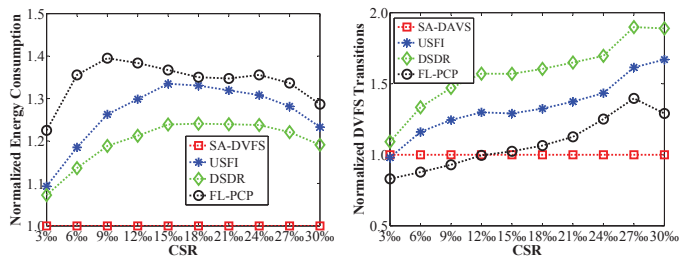 Normalized Energy Consumption
1.5
1.4
1.3
1.2
1.1
1.0
SA-DVFS
USFI
DSDR
FL-PCP
3‰ 6‰ 9‰ 12‰ 15‰ 18‰ 21‰ 24‰ 27‰ 30‰
CSR
Normalized DVFS Transitions
2.0
1.5
1.0
0.5
SA-DAVS
USFI
DSDR
FL-PCP
3‰ 6‰ 9‰ 12‰ 15‰ 18‰ 21‰ 24‰ 27‰ 30‰
CSR